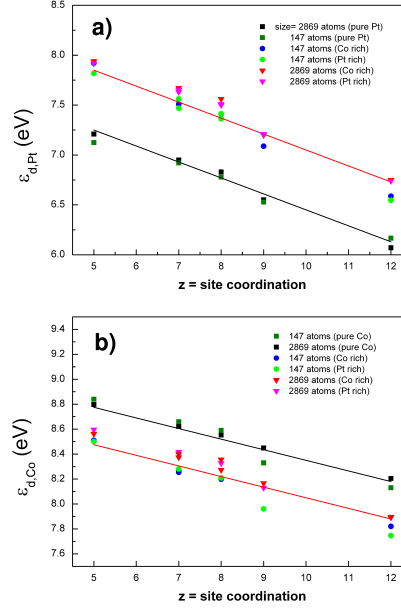 a)
size= 2869 atoms (pure Pt)
147 atoms (pure Pt)
147 atoms (Co rich)
147 atoms (Pt rich)
2869 atoms (Co rich)
2869 atoms (Pt rich)
8.5
8.0
7.5
7.0
6.5
6.0
ε d,Pt (eV)
5 6 7 8 9 10 11 12
z = site coordination
b)
147 atoms (pure Co)
2869 atoms (pure Co)
147 atoms (Co rich)
147 atoms (Pt rich)
2869 atoms (Co rich)
2869 atoms (Pt rich)
9.4
9.2
9.0
8.8
8.6
8.4
8.2
8.0
7.8
7.6
ε d,Co (eV)
5 6 7 8 9 10 11 12
z = site coordination